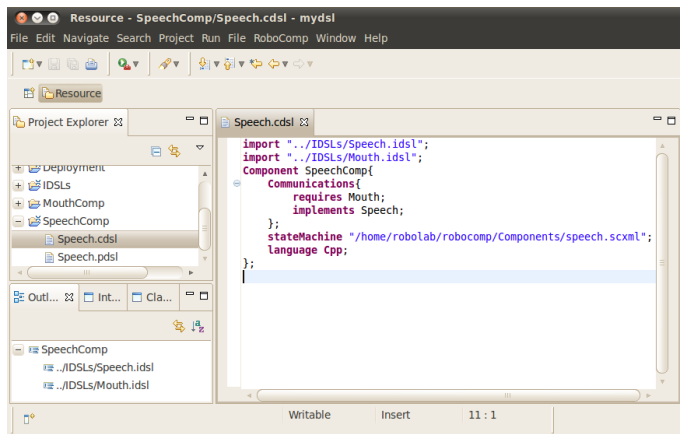 Resource - SpeechComp/Speech.cdsl - mydsl
File Edit Navigate Search Project Run File RoboComp Window Help
Resource
Project Explorer
Deployment
IDSLs
MouthComp
SpeechComp
Speech.cdsl
Speech.pdsl
Outl... Int... Cla...
SpeechComp
../IDSLs/Speech.idsl
../IDSLs/Mouth.idsl
Speech.cdsl
import "../IDSLs/Speech.idsl";
import "../IDSLs/Mouth.idsl";
Component SpeechComp{
Communications{
requires Mouth;
implements Speech;
};
stateMachine "/home/robolab/robocomp/Components/speech.scxml";
language Cpp;
};
Writable Insert 11 : 1